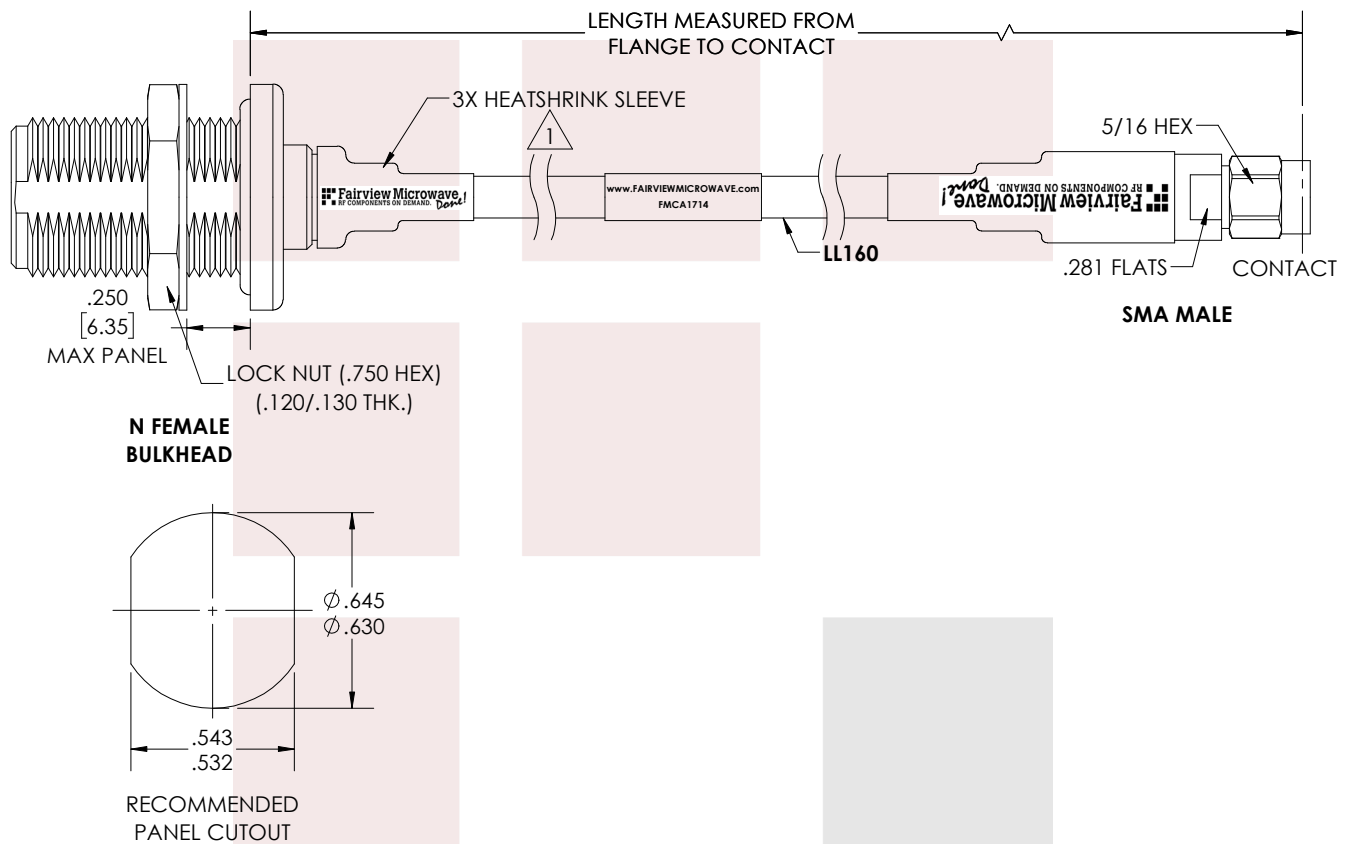 LENGTH MEASURED FROM
FLANGE TO CONTACT
3X HEATSHRINK SLEEVE
1
5/16 HEX
Fairview Microwave
RF COMPONENTS ON DEMAND.
Done!
www.FAIRVIEWMICROWAVE.com
FMCA1714
Fairview Microwave
RF COMPONENTS ON DEMAND.
Done!
LL160
.281 FLATS
CONTACT
SMA MALE
.250
[6.35]
MAX PANEL
LOCK NUT (.750 HEX)
(.120/.130 THK.)
N FEMALE
BULKHEAD
Ø.645
Ø.630
.543
.532
RECOMMENDED
PANEL CUTOUT